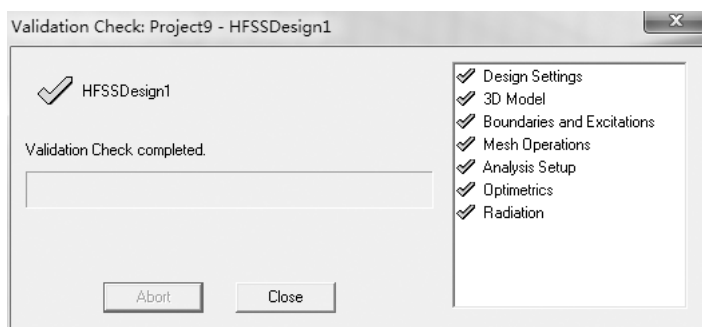 Validation Check: Project9 - HFSSDesign1
x
HFSSDesign1
Validation Check completed.
Abort
Close
Design Settings
3D Model
Boundaries and Excitations
Mesh Operations
Analysis Setup
Optimetrics
Radiation